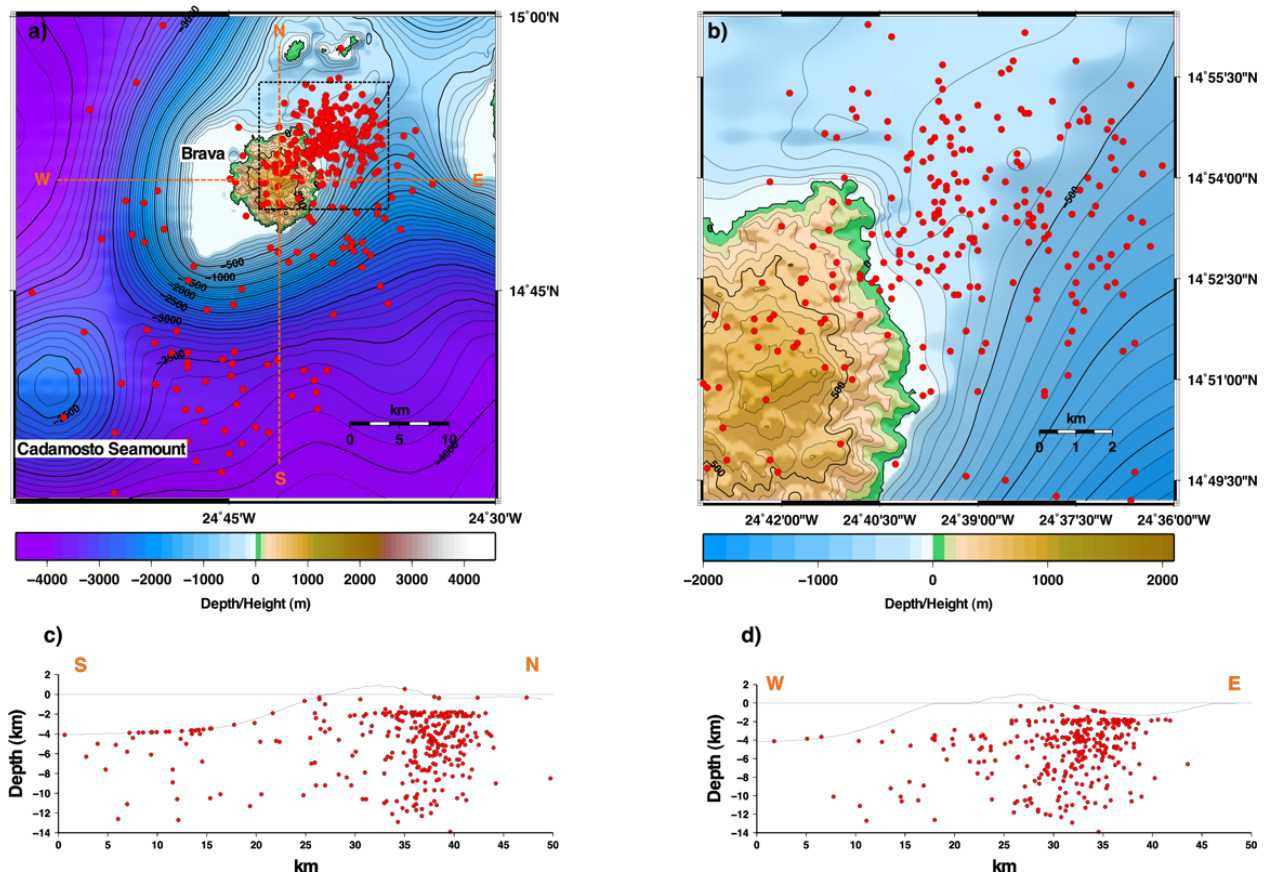 a)
N
−3000
15˚00'N
Brava
0
W
E
−500
−1000
−2000
−2500
−3000
14˚45'N
−3500
−2500
Cadamosto Seamount
S
km
0 5 10
−4000
24˚45'W 24˚30'W
−4000 −3000 −2000 −1000 0 1000 2000 3000 4000
Depth/Height (m)
b)
14˚55'30"N
14˚54'00"N
−500
0
0
14˚52'30"N
14˚51'00"N
500
km
0 1 2
500
14˚49'30"N
24˚42'00"W 24˚40'30"W 24˚39'00"W 24˚37'30"W 24˚36'00"W
−2000 −1000 0 1000 2000
Depth/Height (m)
c)
S N
2
0
−2
−4
−6
−8
−10
−12
−14
Depth (km)
0 5 10 15 20 25 30 35 40 45 50
km
d)
W E
2
0
−2
−4
−6
−8
−10
−12
−14
Depth (km)
0 5 10 15 20 25 30 35 40 45 50
km